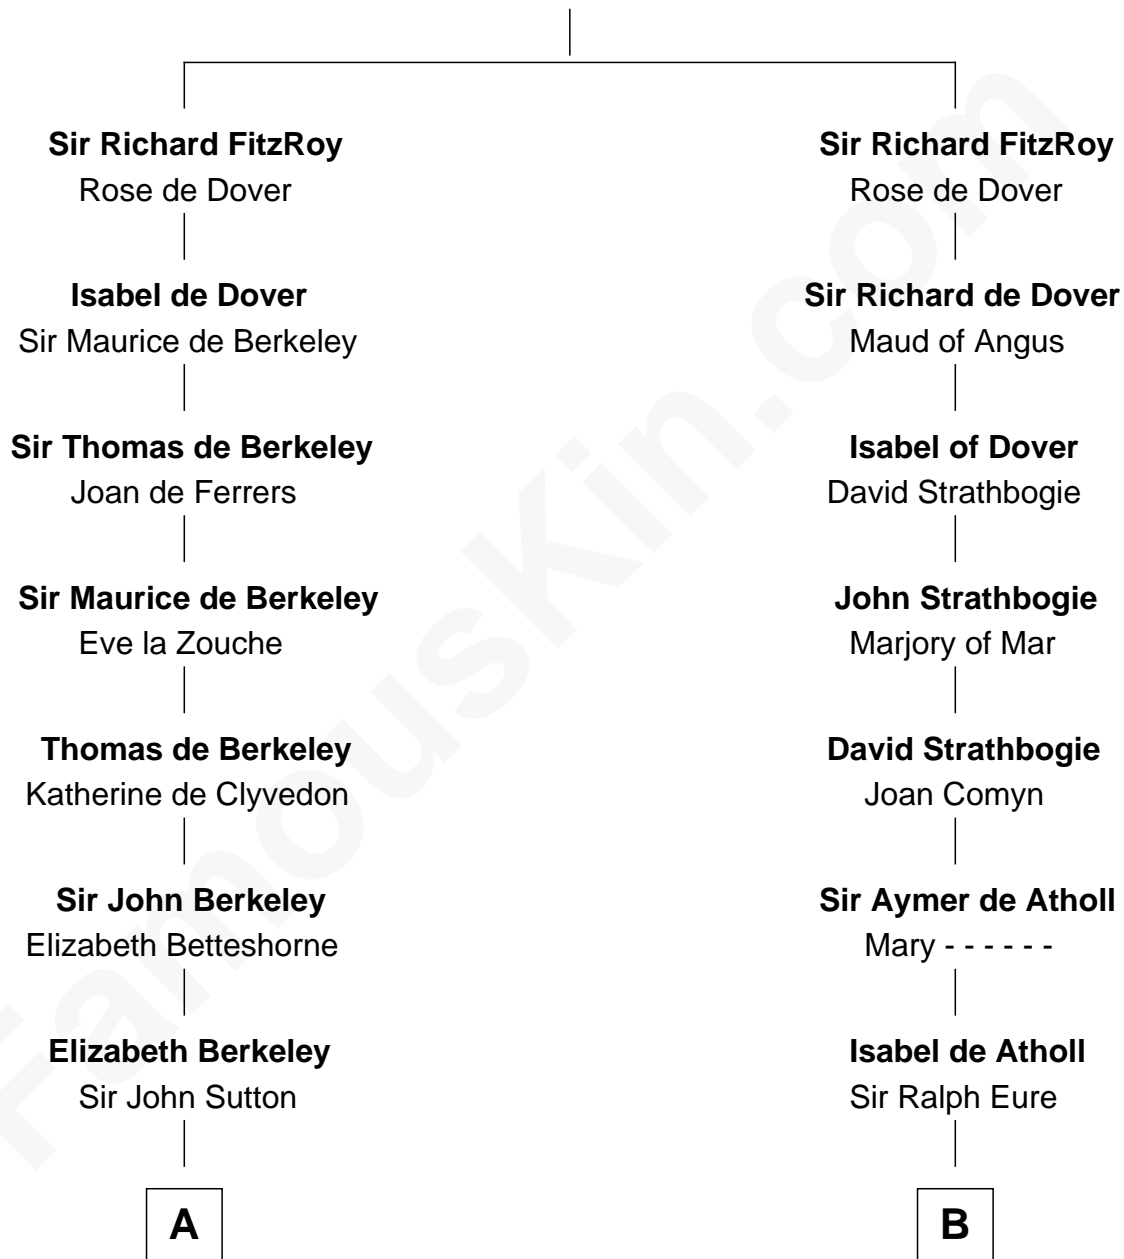 Sir Richard FitzRoy
Rose de Dover
Isabel de Dover
Sir Maurice de Berkeley
Sir Thomas de Berkeley
Joan de Ferrers
Sir Maurice de Berkeley
Eve la Zouche
Thomas de Berkeley
Katherine de Clyvedon
Sir John Berkeley
Elizabeth Betteshorne
Elizabeth Berkeley
Sir John Sutton
A
Sir Richard FitzRoy
Rose de Dover
Sir Richard de Dover
Maud of Angus
Isabel of Dover
David Strathbogie
John Strathbogie
Marjory of Mar
David Strathbogie
Joan Comyn
Sir Aymer de Atholl
Mary - - - - - -
Isabel de Atholl
Sir Ralph Eure
B
FamousKin.com